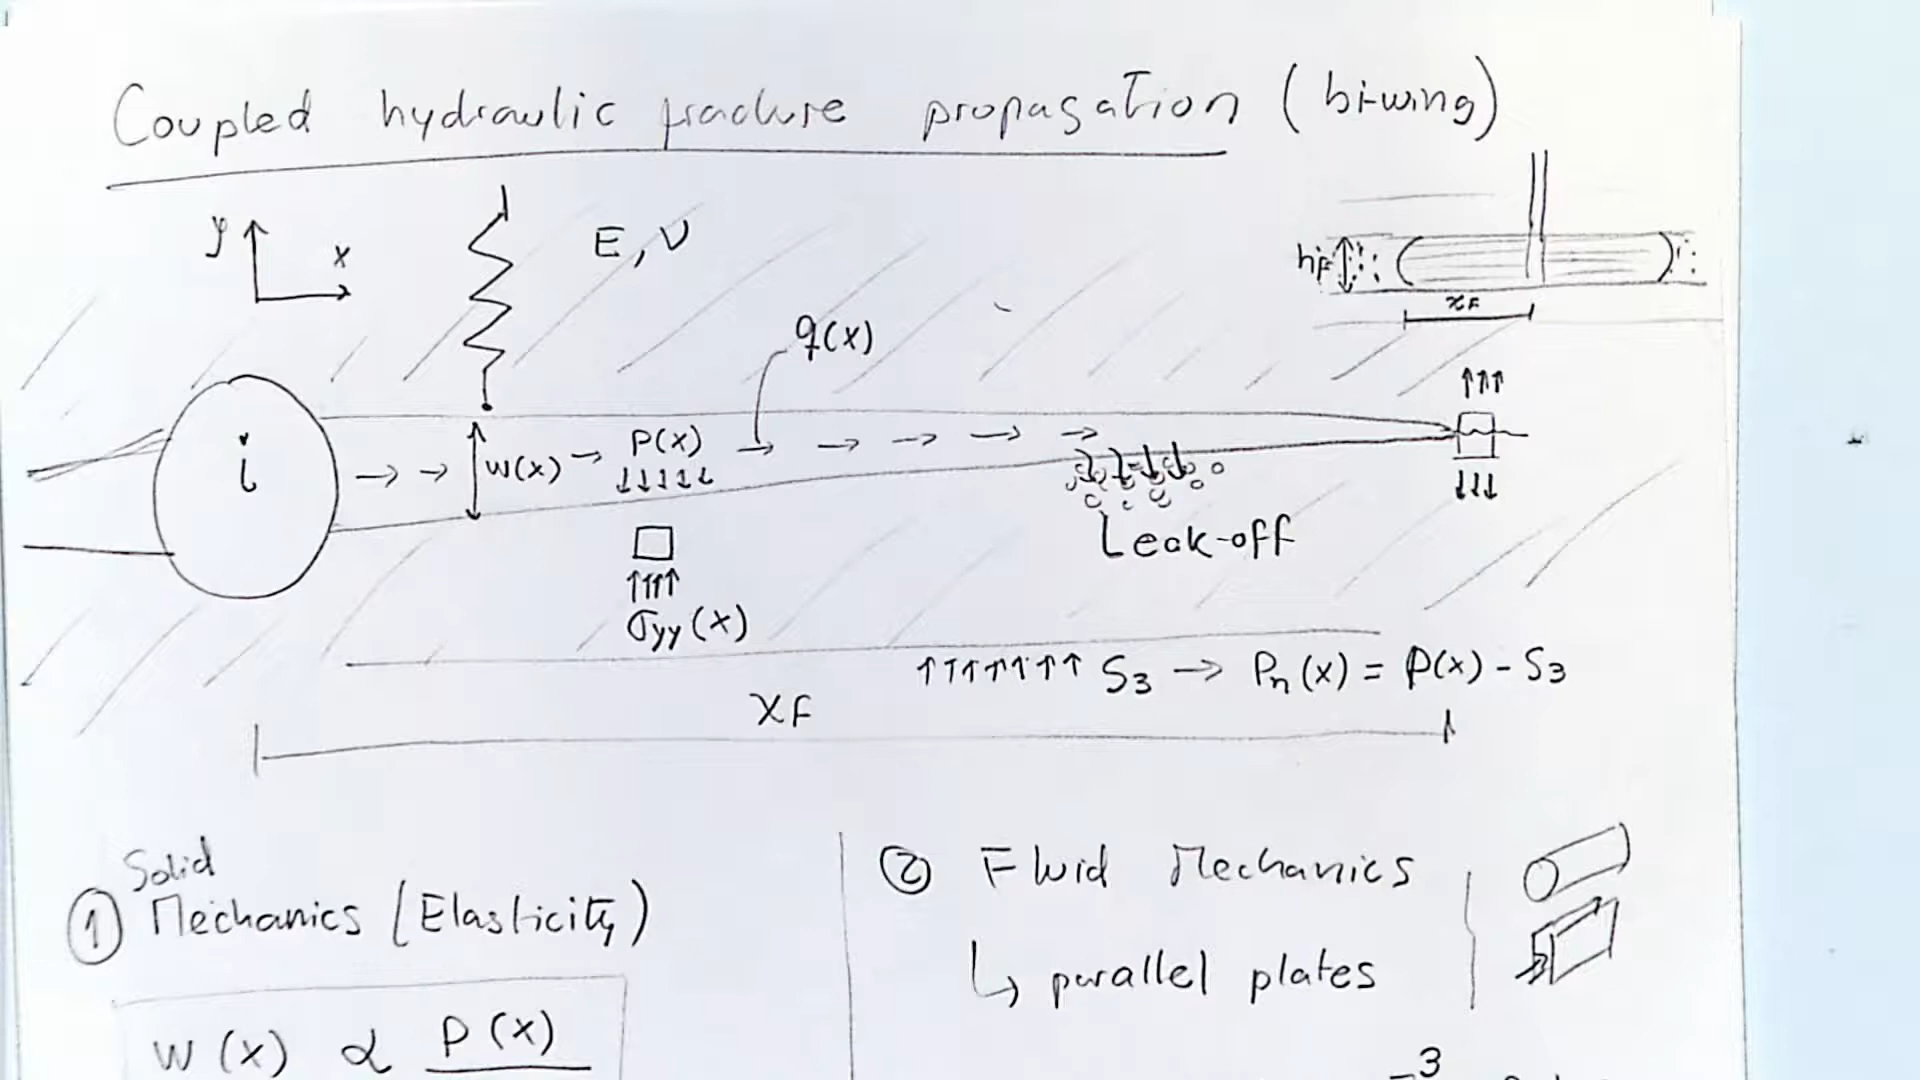 Coupled hydraulic fracture propagation (bi-wing)
y
x
E, ν
hF
xF
q(x)
i
w(x)
P(x)
Leak-off
σyy(x)
S3 → Pn(x) = P(x) - S3
xF
① Solid
Mechanics (Elasticity)
w(x) ∝ P(x)
② Fluid Mechanics
↳ parallel plates
3